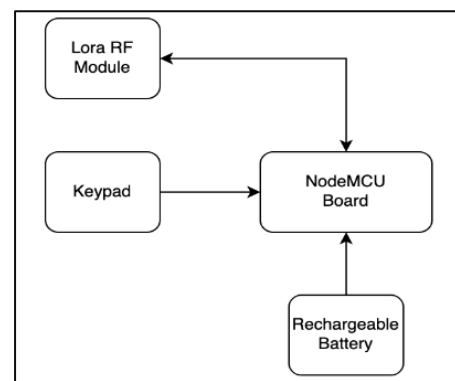 Lora RF
Module
Keypad
NodeMCU
Board
Rechargeable
Battery